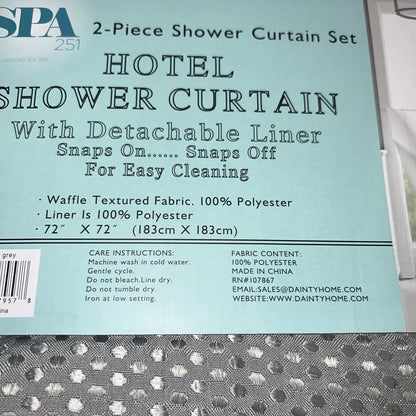 SPA
251
2-Piece Shower Curtain Set
luxuries for life
HOTEL
SHOWER CURTAIN
With Detachable Liner
Snaps On...... Snaps Off
For Easy Cleaning
· Waffle Textured Fabric. 100% Polyester
· Liner Is 100% Polyester
· 72" X 72" (183cm X 183cm)
grey
CARE INSTRUCTIONS:
Machine wash in cold water.
Gentle cycle.
Do not bleach.Line dry.
Do not tumble dry.
Iron at low setting.
FABRIC CONTENT:
100% POLYESTER
MADE IN CHINA
RN#107867
EMAIL:SALES@DAINTYHOME.COM
WEBSITE:WWW.DAINTYHOME.COM
7957 8
ina